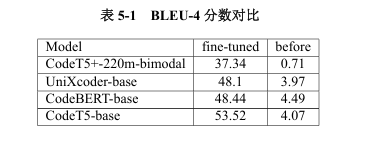 表 5-1 BLEU-4 分数对比
Model fine-tuned before
CodeT5+-220m-bimodal 37.34 0.71
UniXcoder-base 48.1 3.97
CodeBERT-base 48.44 4.49
CodeT5-base 53.52 4.07